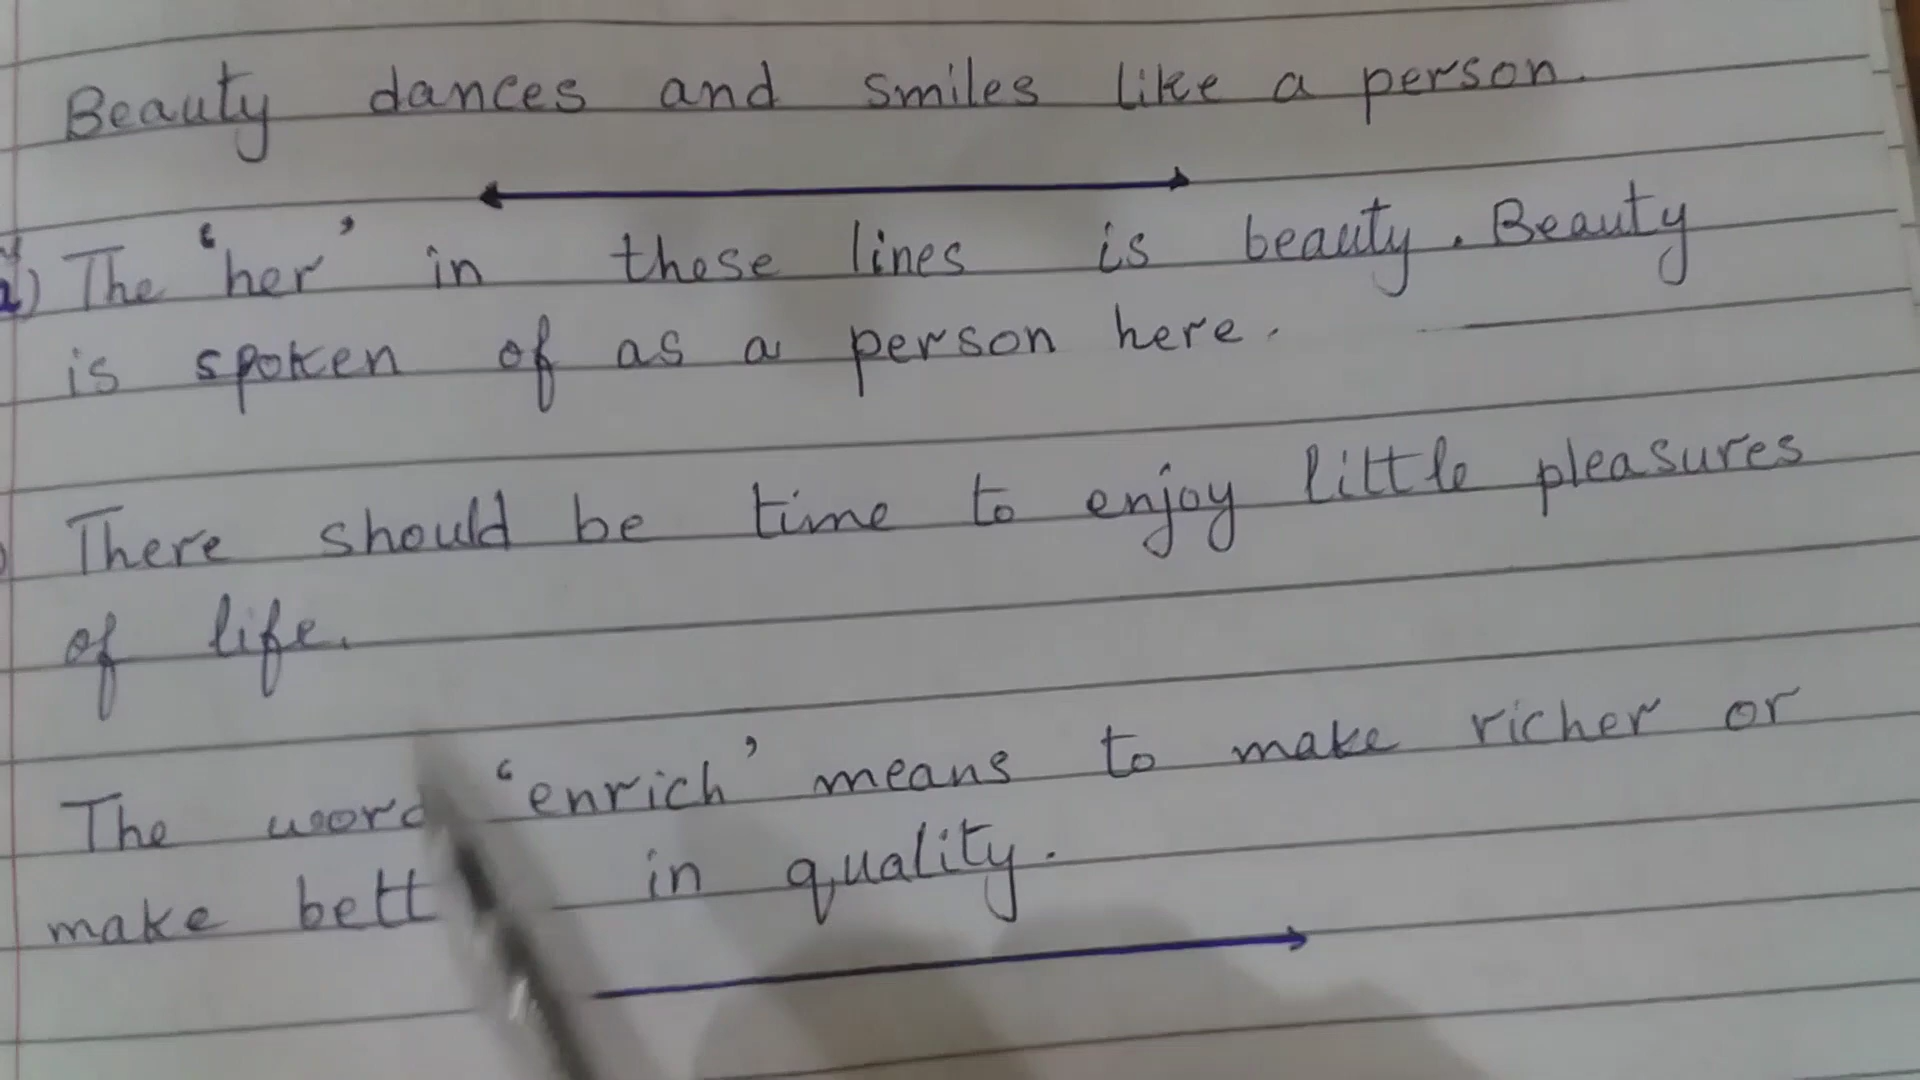 Beauty dances and smiles like a person.
a) The 'her' in these lines is beauty. Beauty
is spoken of as a person here.
There should be time to enjoy little pleasures
of life.
The word 'enrich' means to make richer or
make in quality.